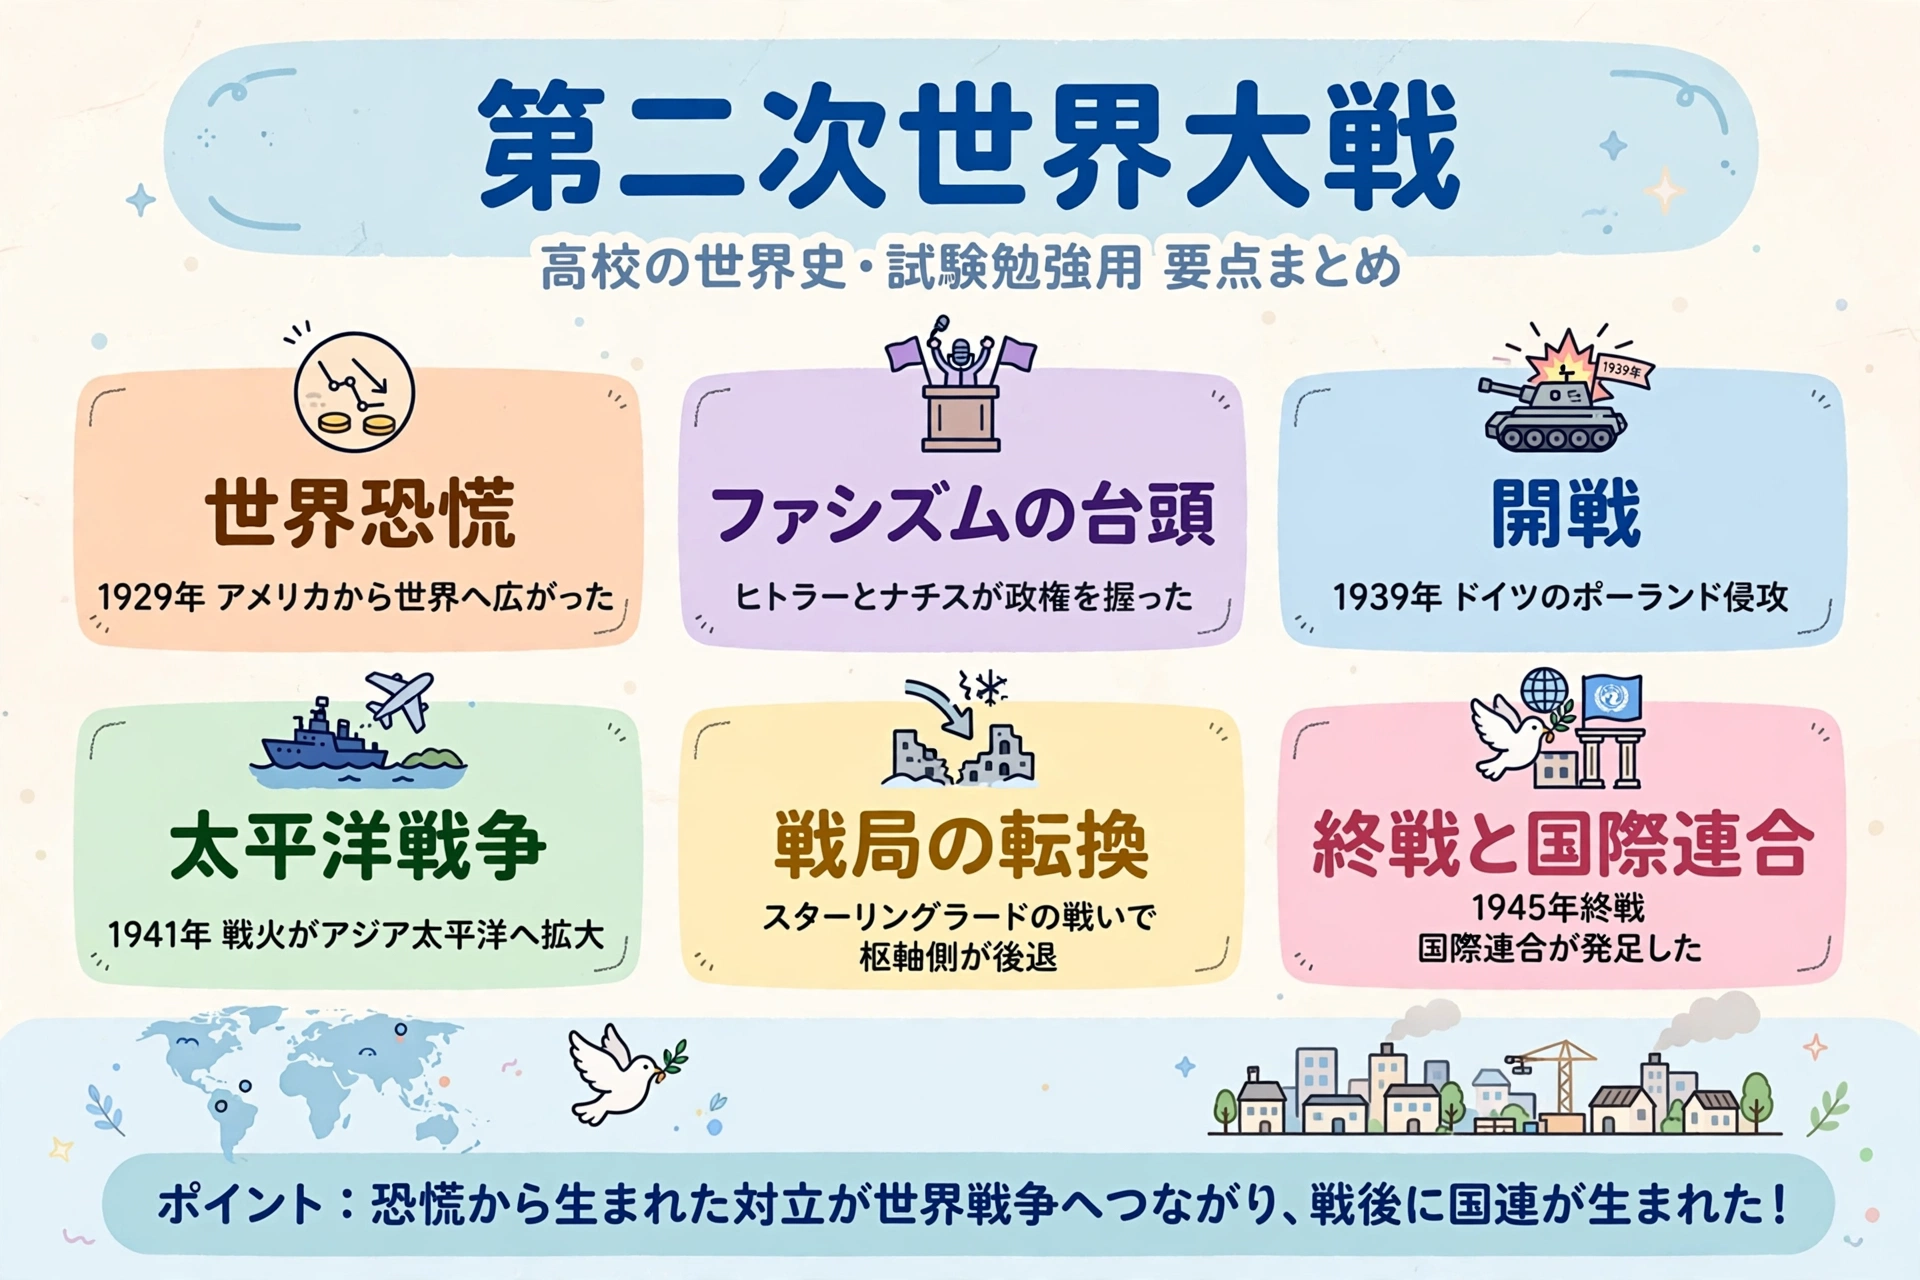 第二次世界大戦
高校の世界史・試験勉強用 要点まとめ
世界恐慌
1929年 アメリカから世界へ広がった
ファシズムの台頭
ヒトラーとナチスが政権を握った
1939年
開戦
1939年 ドイツのポーランド侵攻
太平洋戦争
1941年 戦火がアジア太平洋へ拡大
戦局の転換
スターリングラードの戦いで
枢軸側が後退
終戦と国際連合
1945年終戦
国際連合が発足した
ポイント：恐慌から生まれた対立が世界戦争へつながり、戦後に国連が生まれた！